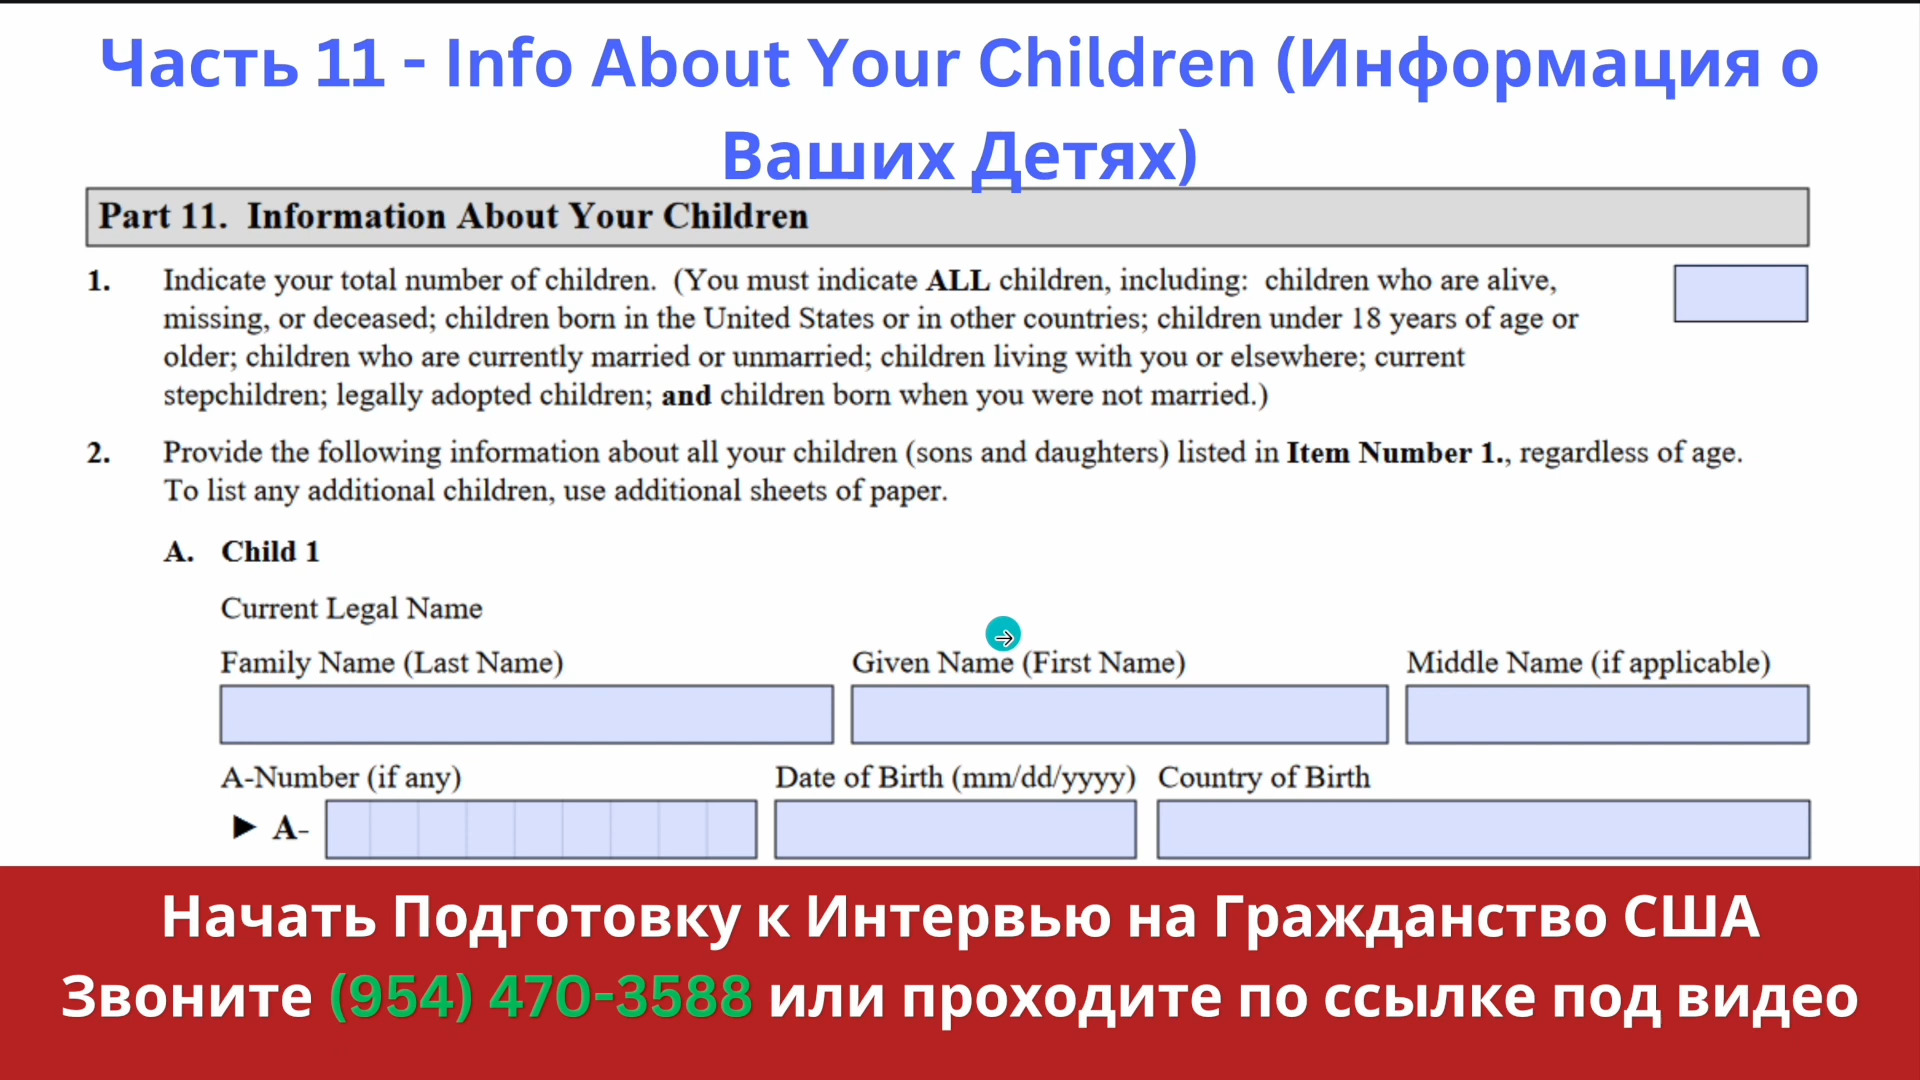 Часть 11 - Info About Your Children (Информация о
Ваших Детях)
Part 11. Information About Your Children
1. Indicate your total number of children. (You must indicate ALL children, including: children who are alive,
missing, or deceased; children born in the United States or in other countries; children under 18 years of age or
older; children who are currently married or unmarried; children living with you or elsewhere; current
stepchildren; legally adopted children; and children born when you were not married.)
2. Provide the following information about all your children (sons and daughters) listed in Item Number 1., regardless of age.
To list any additional children, use additional sheets of paper.
A. Child 1
Current Legal Name
Family Name (Last Name) Given Name (First Name) Middle Name (if applicable)
A-Number (if any) Date of Birth (mm/dd/yyyy) Country of Birth
► A-
Начать Подготовку к Интервью на Гражданство США
Звоните (954) 470-3588 или проходите по ссылке под видео